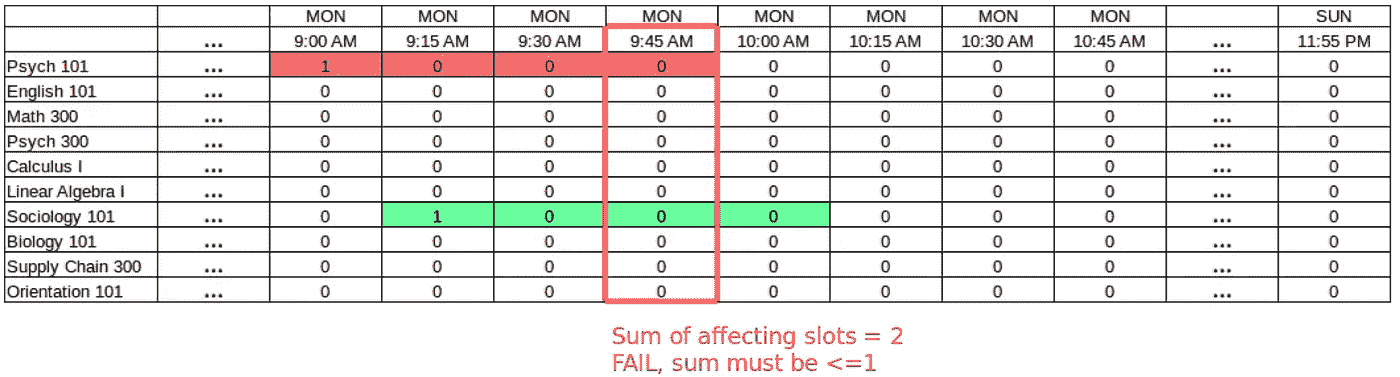 MON MON MON MON MON MON MON MON SUN
... 9:00 AM 9:15 AM 9:30 AM 9:45 AM 10:00 AM 10:15 AM 10:30 AM 10:45 AM ... 11:55 PM
Psych 101 ... 1 0 0 0 0 0 0 0 ... 0
English 101 ... 0 0 0 0 0 0 0 0 ... 0
Math 300 ... 0 0 0 0 0 0 0 0 ... 0
Psych 300 ... 0 0 0 0 0 0 0 0 ... 0
Calculus I ... 0 0 0 0 0 0 0 0 ... 0
Linear Algebra I ... 0 0 0 0 0 0 0 0 ... 0
Sociology 101 ... 0 1 0 0 0 0 0 0 ... 0
Biology 101 ... 0 0 0 0 0 0 0 0 ... 0
Supply Chain 300 ... 0 0 0 0 0 0 0 0 ... 0
Orientation 101 ... 0 0 0 0 0 0 0 0 ... 0
Sum of affecting slots = 2
FAIL, sum must be <=1